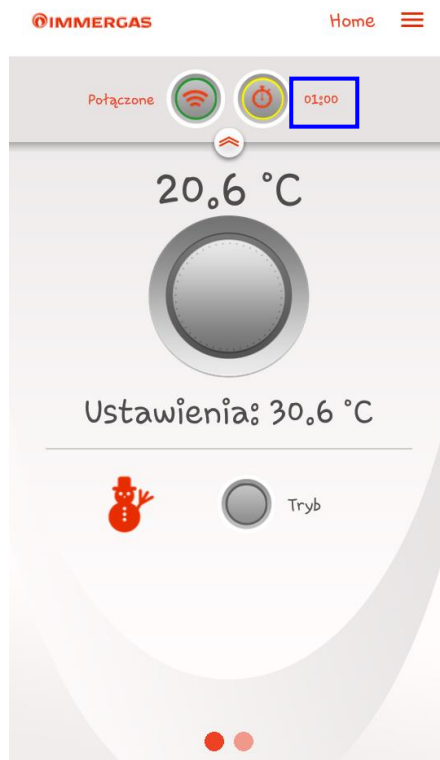 IMMERGAS
Home
Połączone
01:00
20.6 °C
Ustawienia: 30.6 °C
Tryb